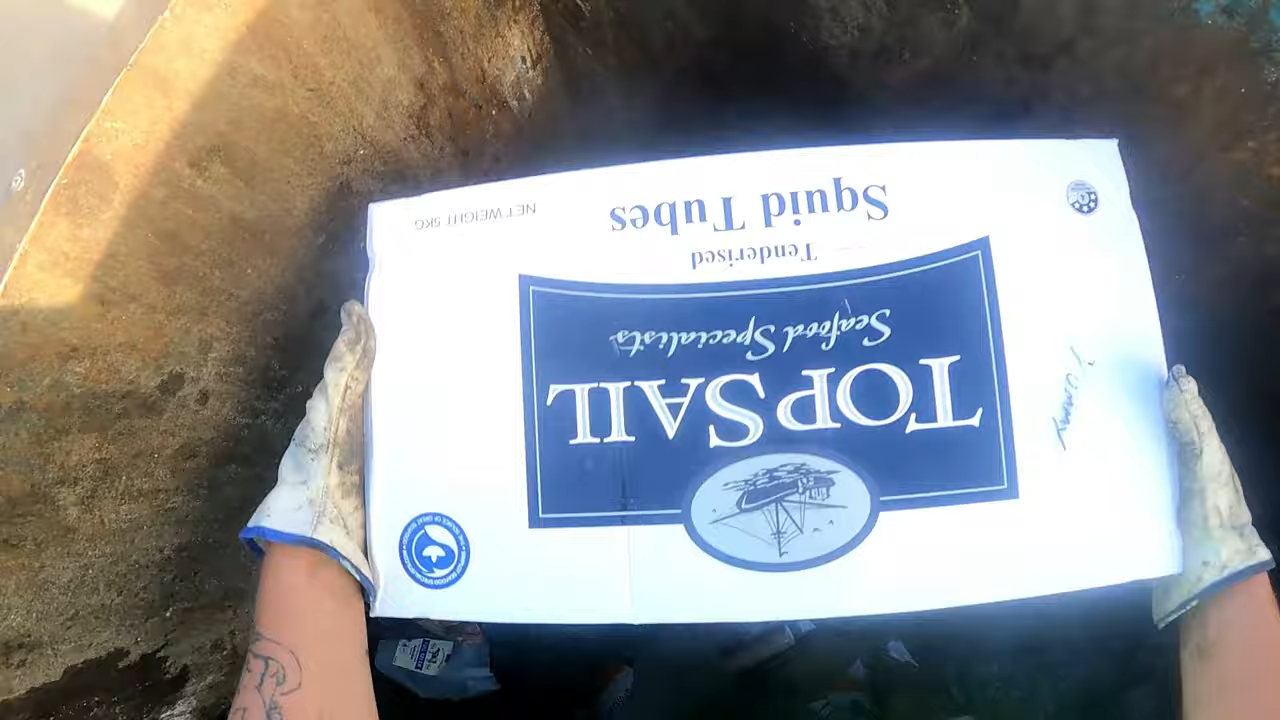 TOPSAIL
Seafood Specialists
Tenderised
Squid Tubes
NET WEIGHT 5KG